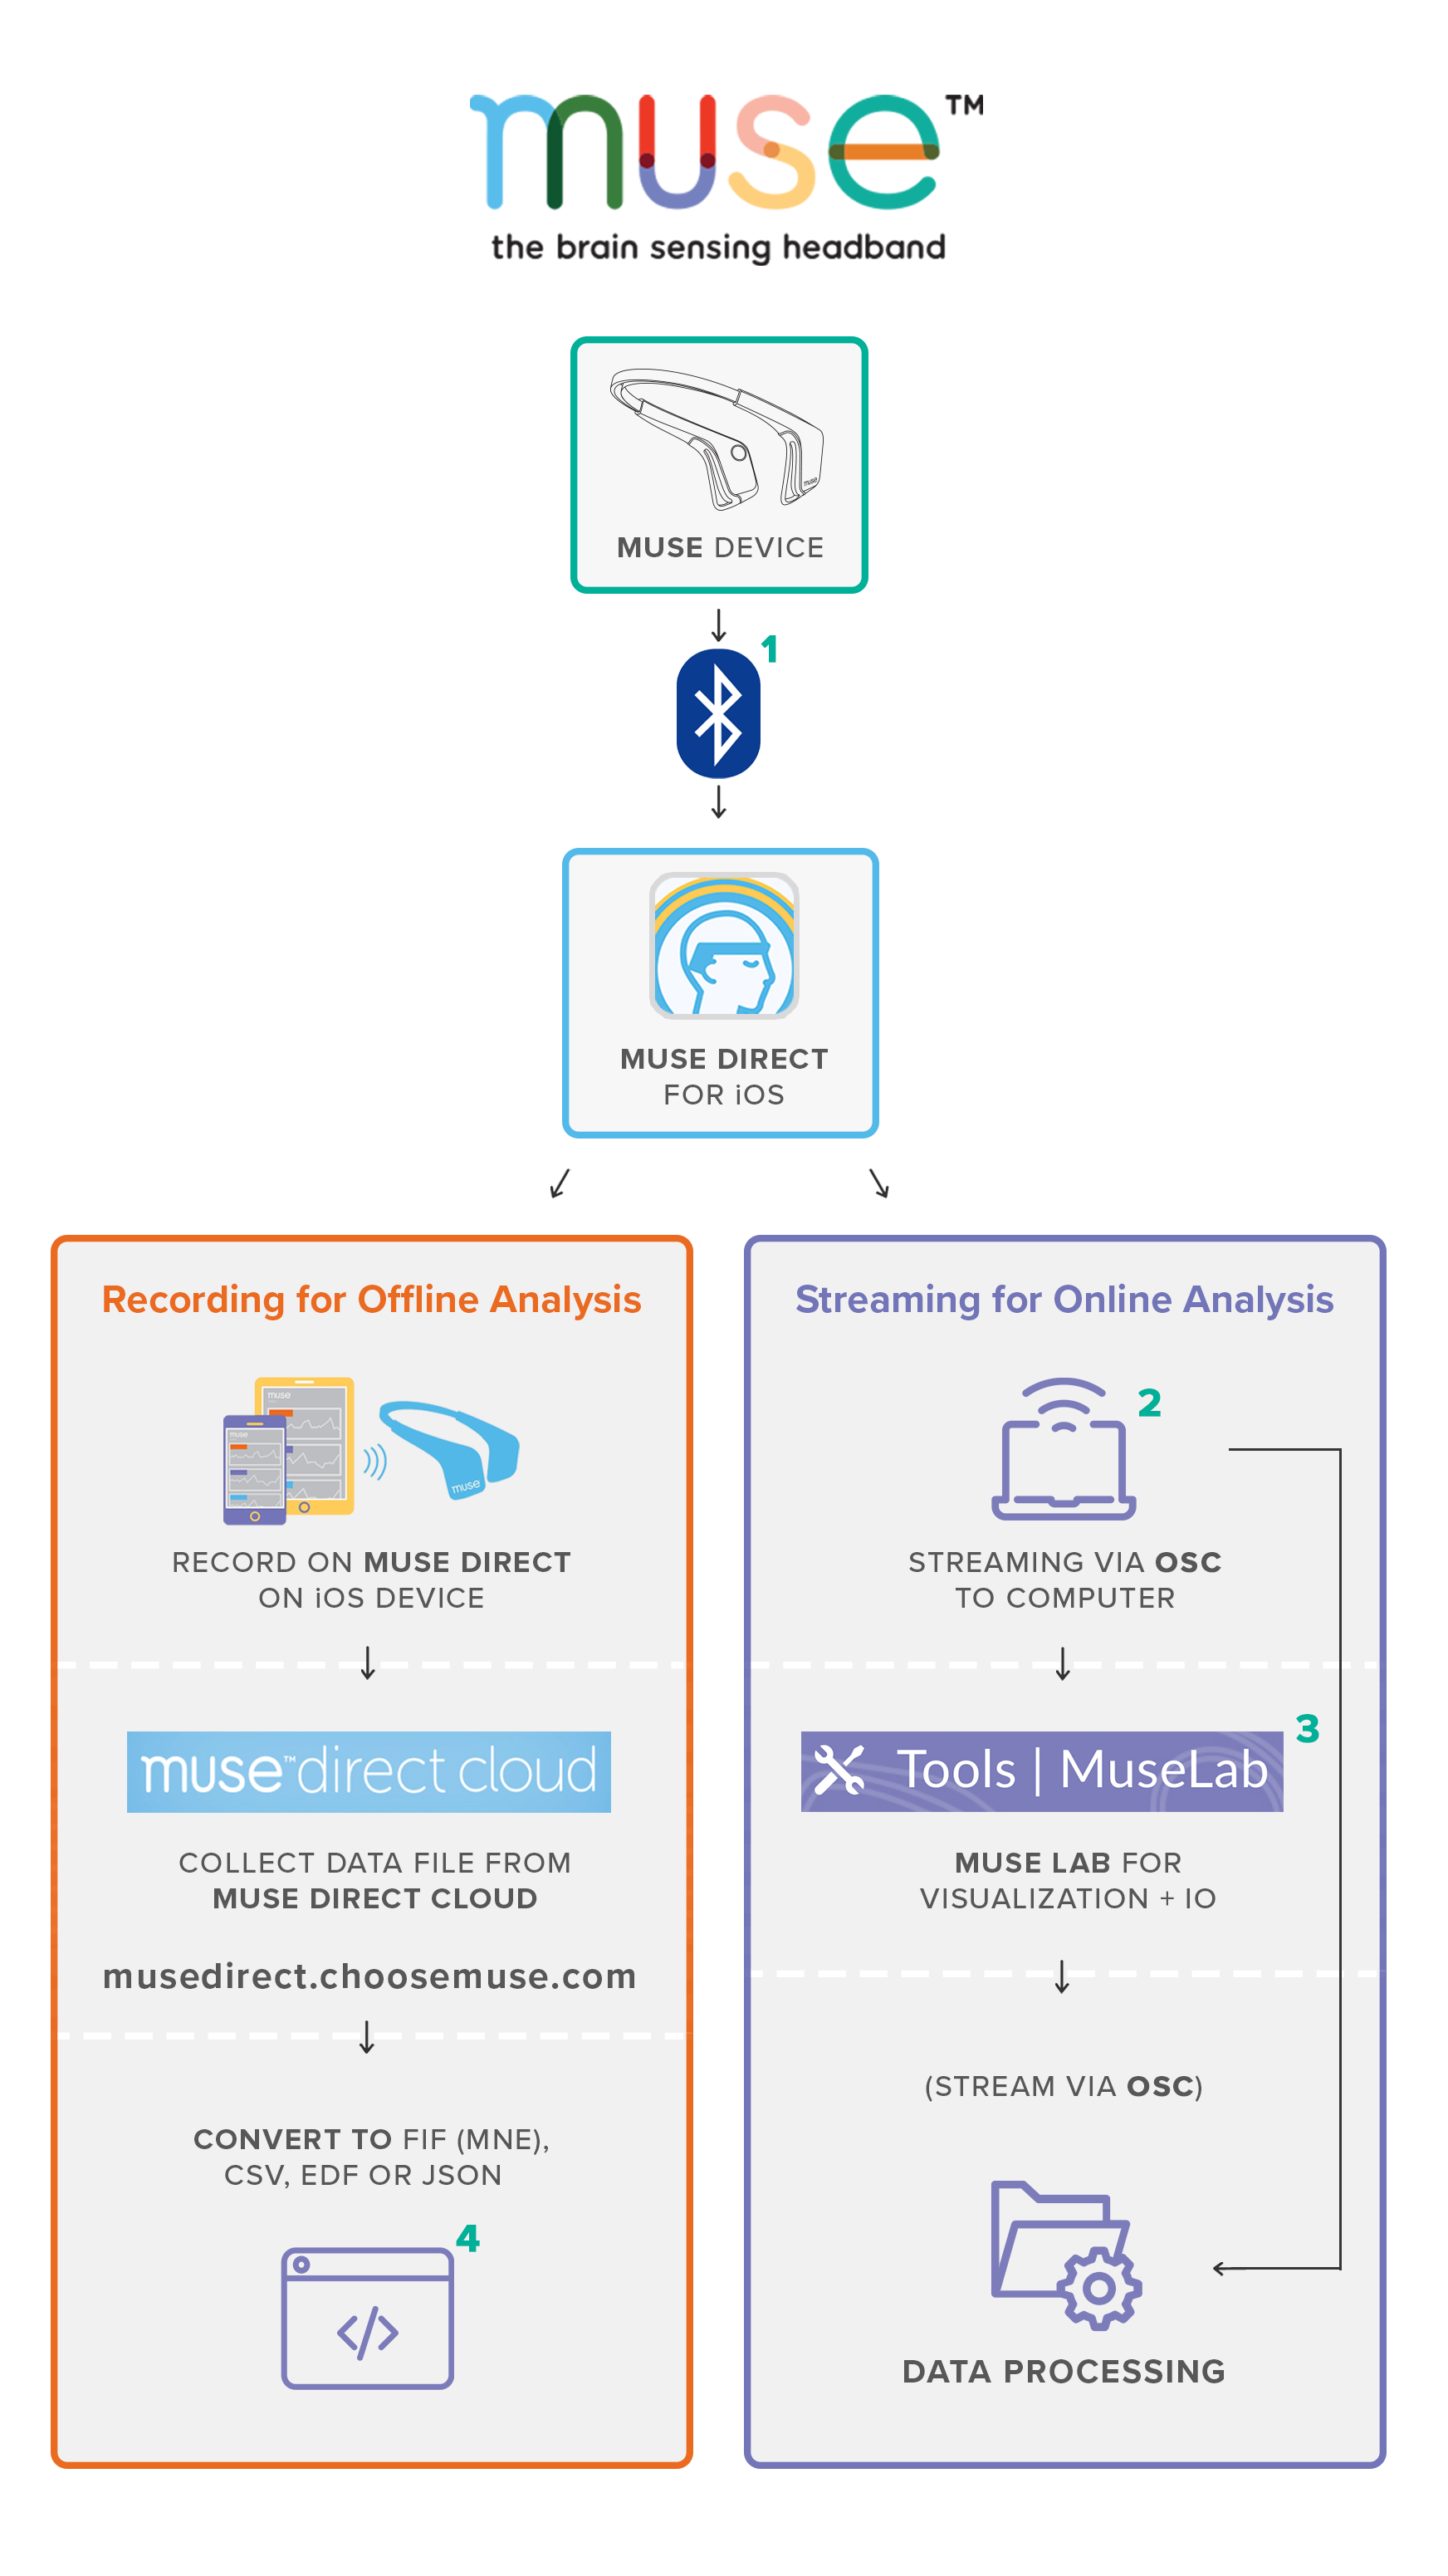 muse™
the brain sensing headband
muse
MUSE DEVICE
1
MUSE DIRECT
FOR iOS
Recording for Offline Analysis
muse
muse
muse
RECORD ON MUSE DIRECT
ON iOS DEVICE
muse™ direct cloud
COLLECT DATA FILE FROM
MUSE DIRECT CLOUD
musedirect.choosemuse.com
CONVERT TO FIF (MNE),
CSV, EDF OR JSON
4
</>
Streaming for Online Analysis
2
STREAMING VIA OSC
TO COMPUTER
3
Tools | MuseLab
MUSE LAB FOR
VISUALIZATION + IO
(STREAM VIA OSC)
DATA PROCESSING